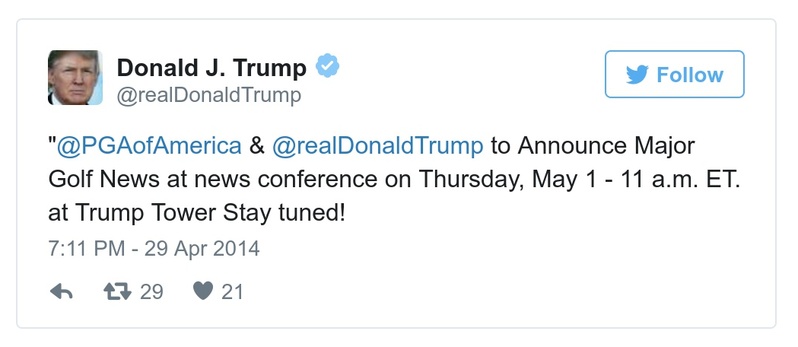 Donald J. Trump
@realDonaldTrump
Follow
"@PGAofAmerica & @realDonaldTrump to Announce Major
Golf News at news conference on Thursday, May 1 - 11 a.m. ET.
at Trump Tower Stay tuned!
7:11 PM - 29 Apr 2014
29 21